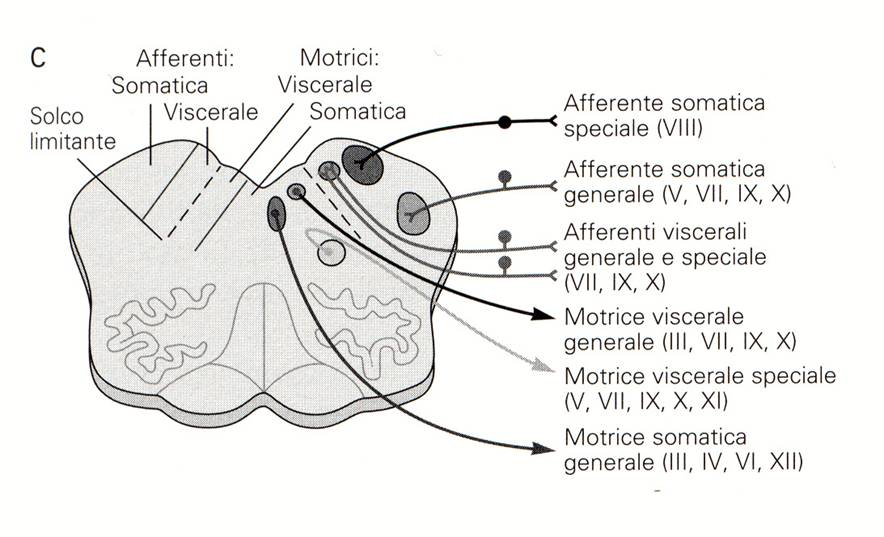 C
Afferenti:
Somatica
Viscerale
Motrici:
Viscerale
Somatica
Solco
limitante
Afferente somatica
speciale (VIII)
Afferente somatica
generale (V, VII, IX, X)
Afferenti viscerali
generale e speciale
(VII, IX, X)
Motrice viscerale
generale (III, VII, IX, X)
Motrice viscerale speciale
(V, VII, IX, X, XI)
Motrice somatica
generale (III, IV, VI, XII)